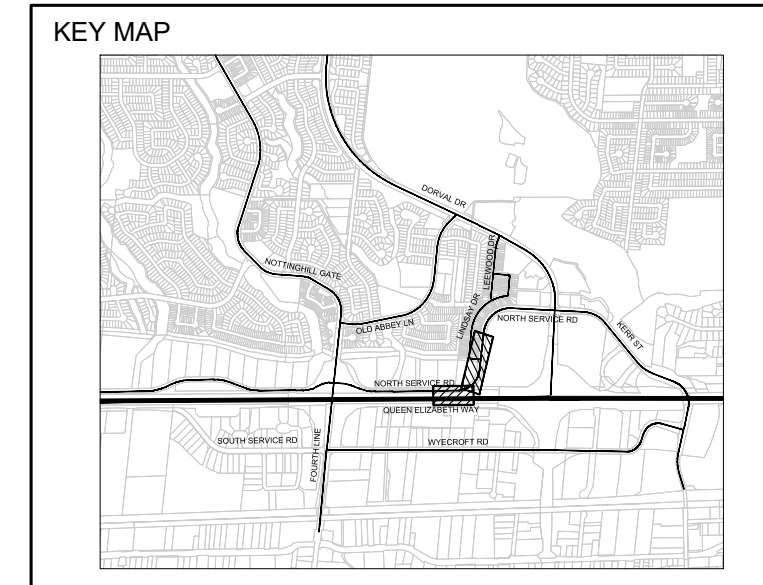 KEY MAP
DORVAL DR
LEEWOOD DR
NOTTINGHILL GATE
LINDSAY DR
NORTH SERVICE RD
OLD ABBEY LN
KERR ST
NORTH SERVICE RD
QUEEN ELIZABETH WAY
SOUTH SERVICE RD
FOURTH LINE
WYECROFT RD